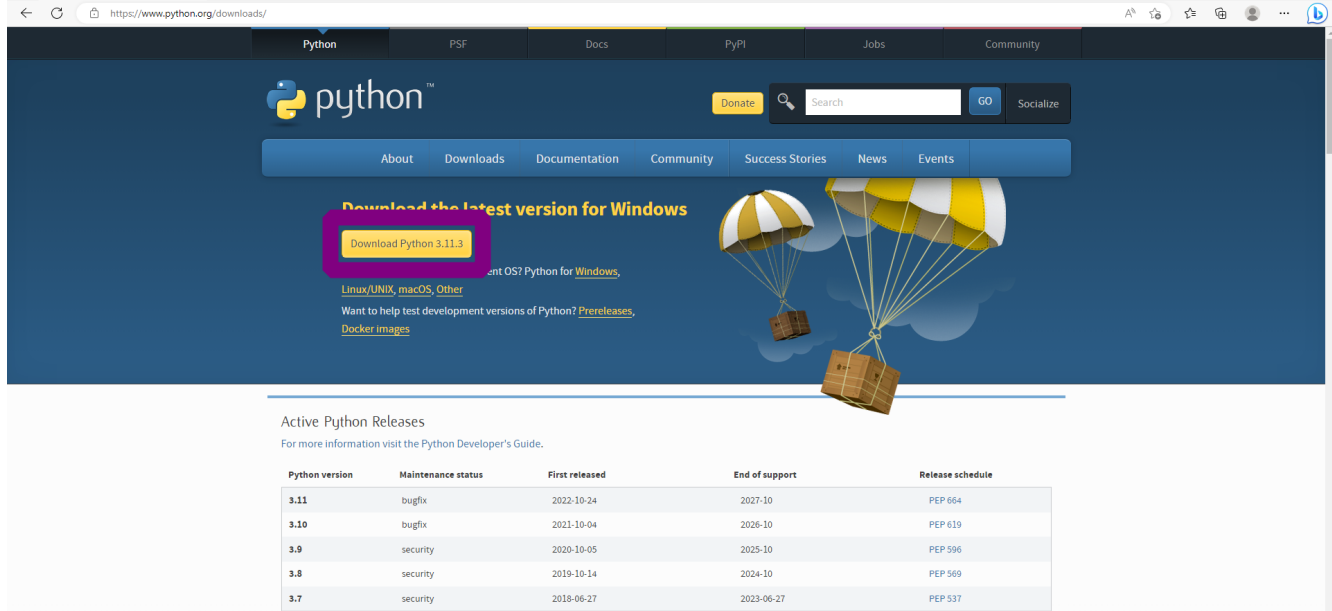 https://www.python.org/downloads/
Python PSF Docs PyPI Jobs Community
python™
Donate Search GO Socialize
About Downloads Documentation Community Success Stories News Events
Download the latest version for Windows
Download Python 3.11.3
OS? Python for Windows,
Linux/UNIX, macOS, Other
Want to help test development versions of Python? Prereleases,
Docker images
Active Python Releases
For more information visit the Python Developer's Guide.
Python version Maintenance status First released End of support Release schedule
3.11 bugfix 2022-10-24 2027-10 PEP 664
3.10 bugfix 2021-10-04 2026-10 PEP 619
3.9 security 2020-10-05 2025-10 PEP 596
3.8 security 2019-10-14 2024-10 PEP 569
3.7 security 2018-06-27 2023-06-27 PEP 537